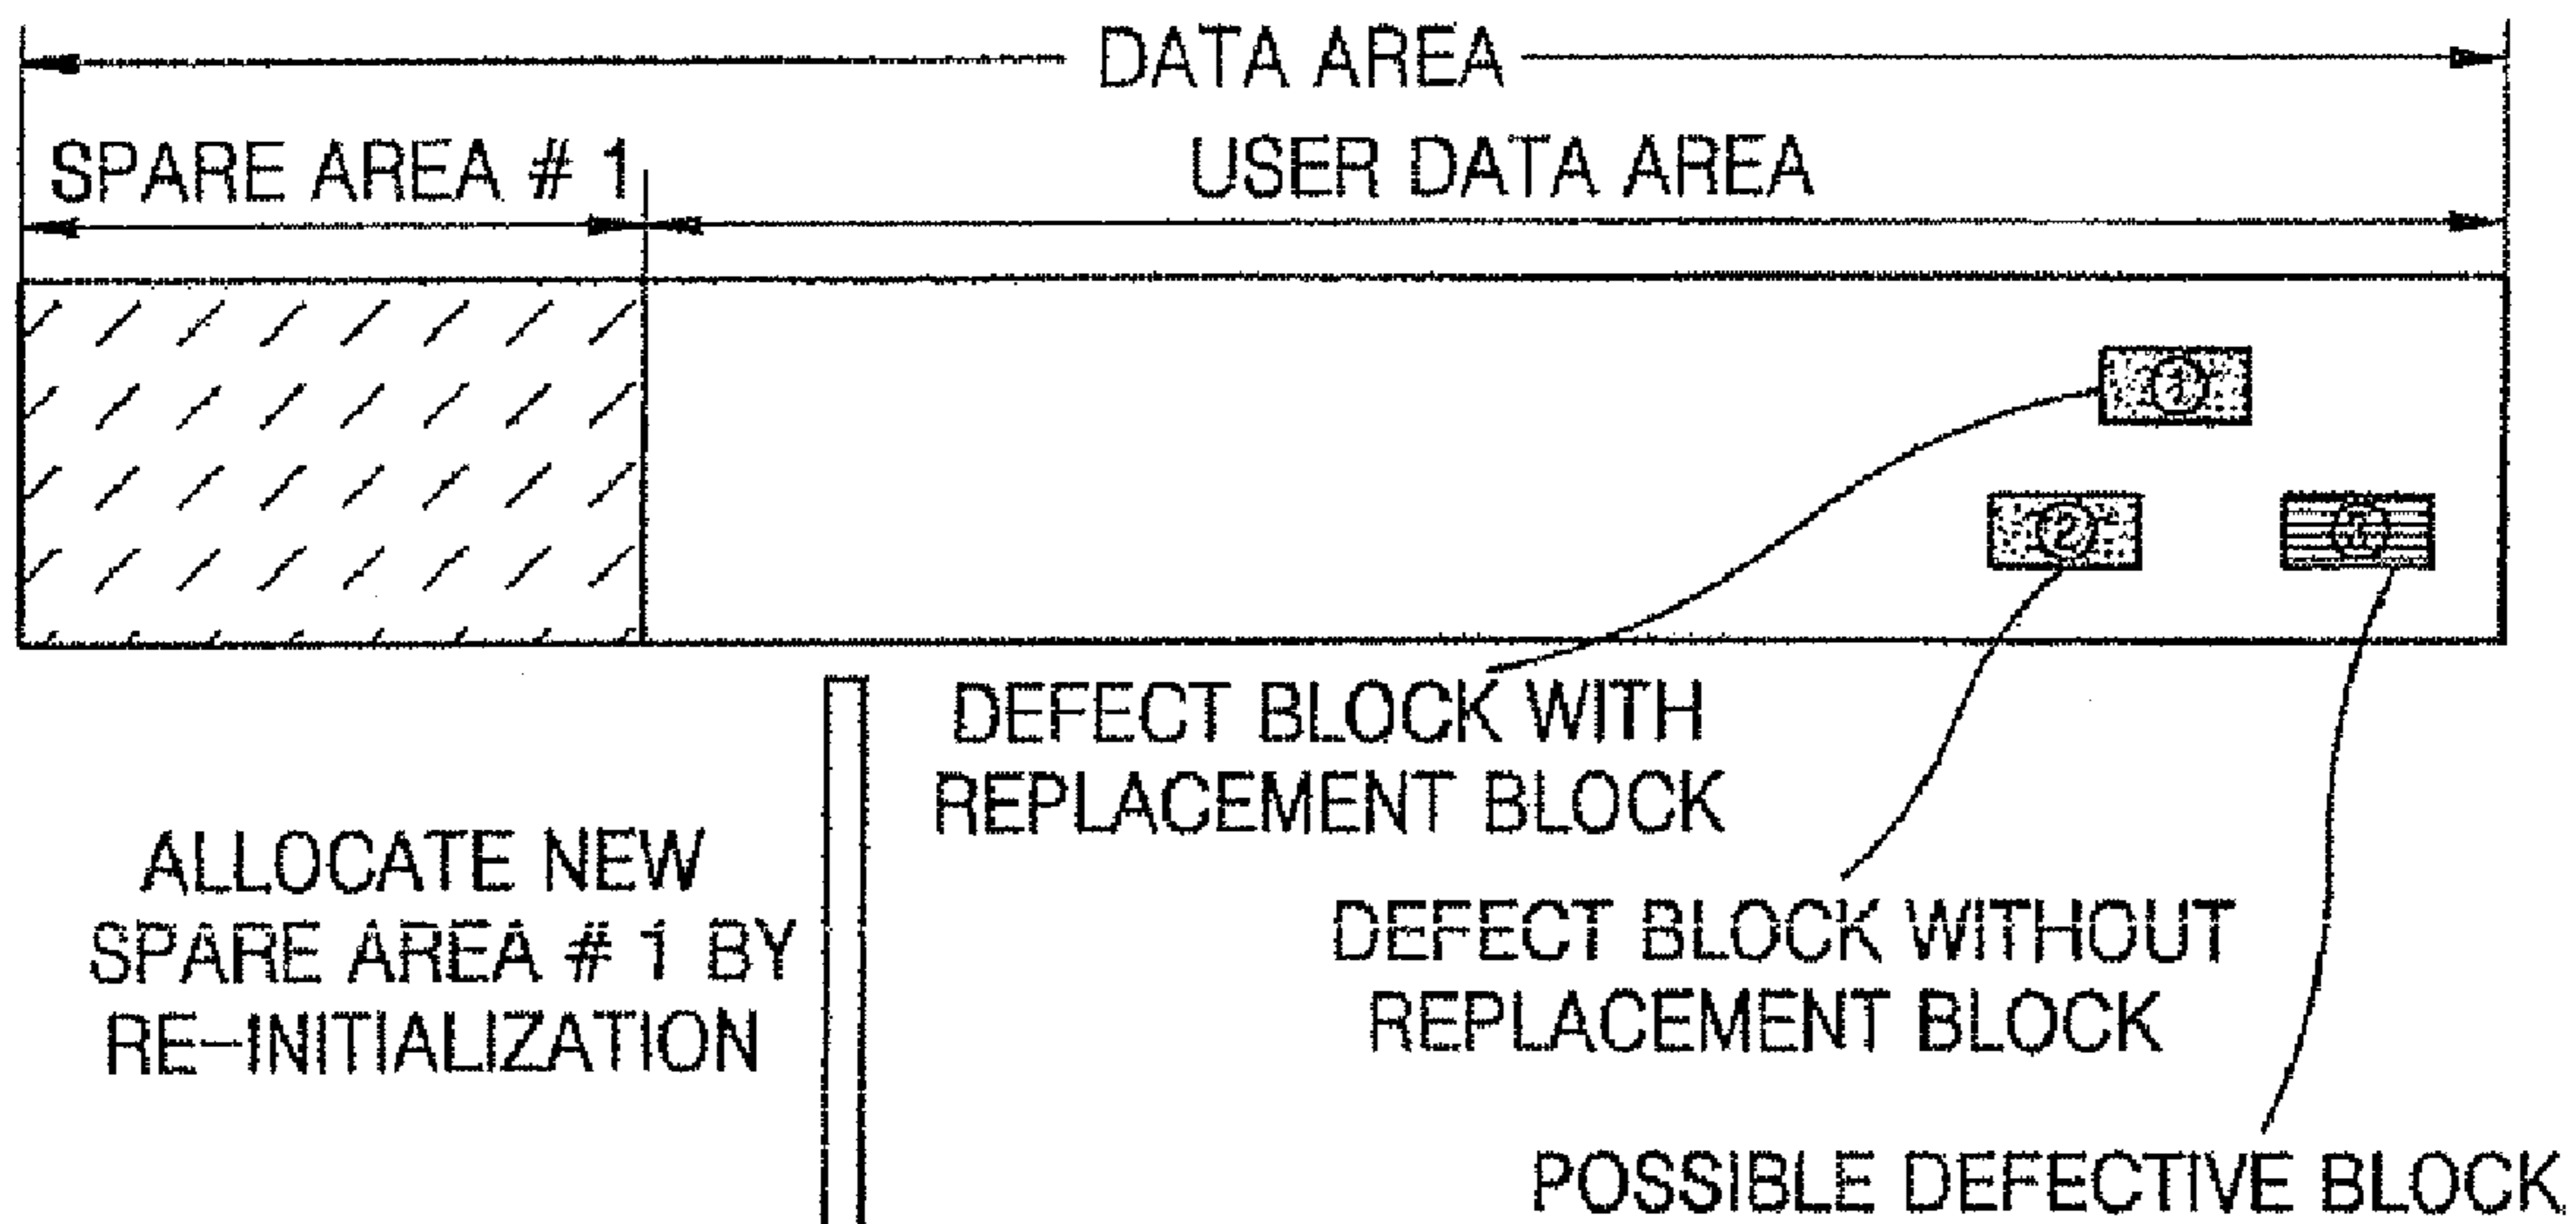 DATA AREA
SPARE AREA # 1
USER DATA AREA
②
DEFECT BLOCK WITH
REPLACEMENT BLOCK
ALLOCATE NEW
SPARE AREA # 1 BY
RE-INITIALIZATION
DEFECT BLOCK WITHOUT
REPLACEMENT BLOCK
POSSIBLE DEFECTIVE BLOCK